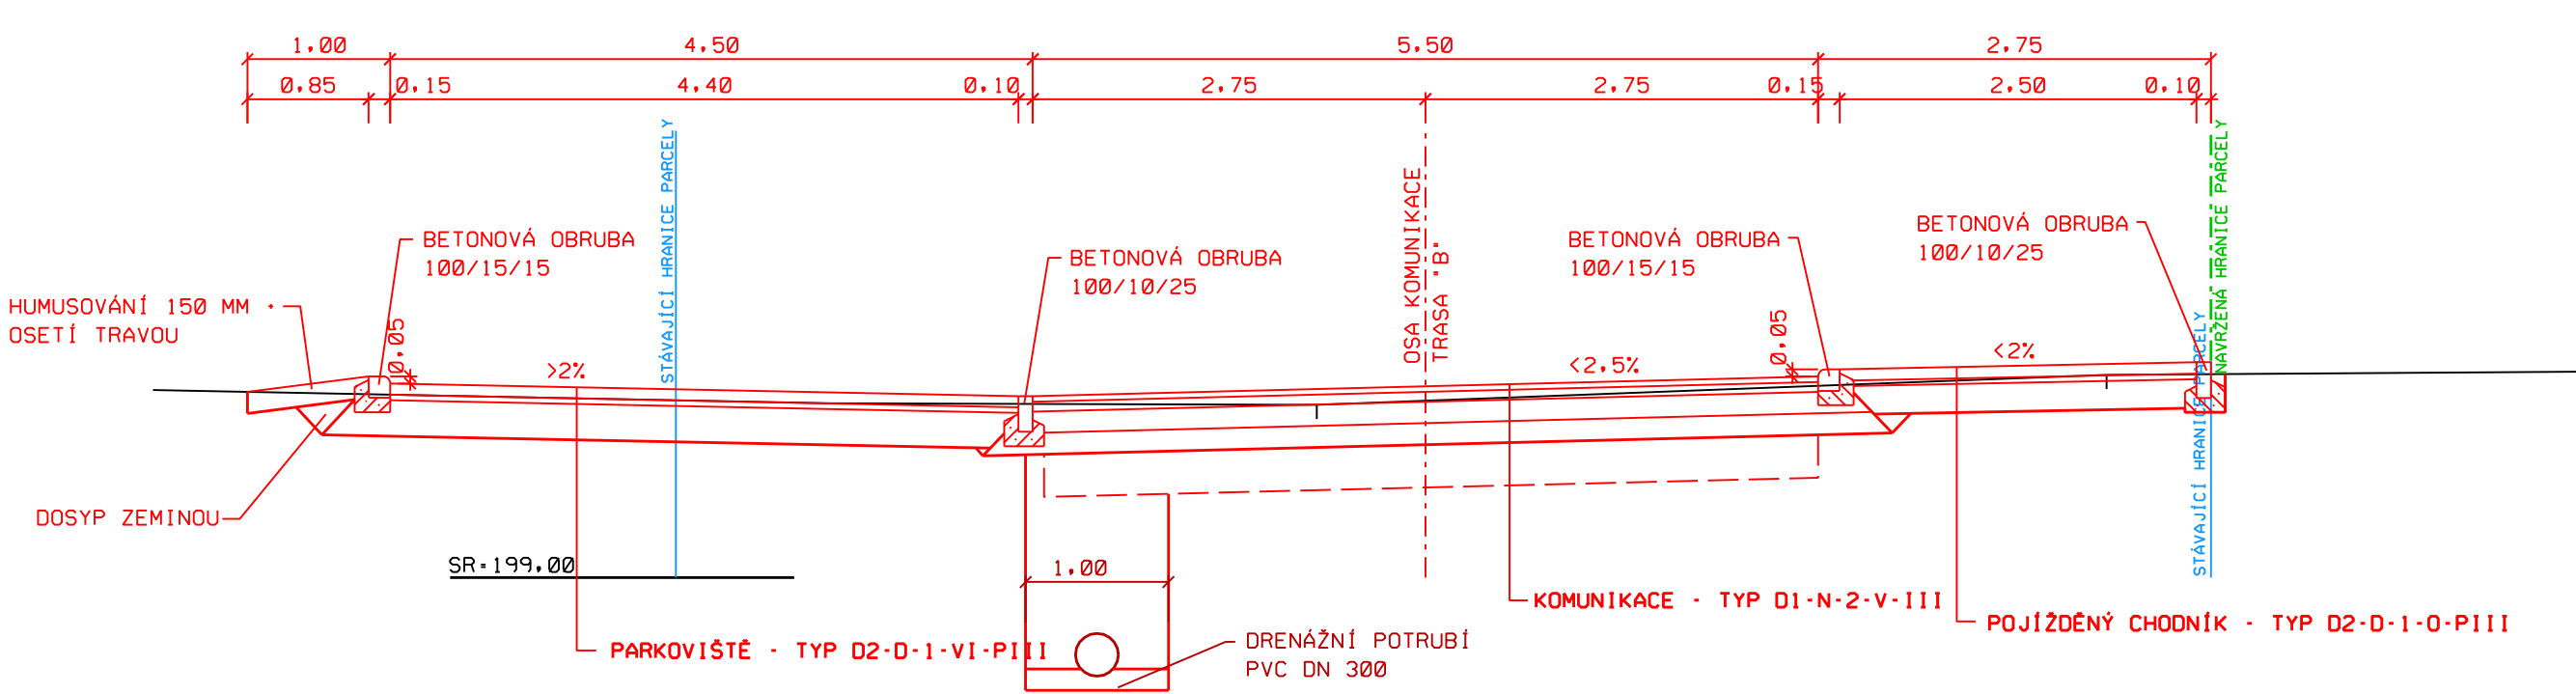 1,00
4,50
5,50
2,75
0,85
0,15
4,40
0,10
2,75
2,75
0,15
2,50
0,10
STÁVAJÍCÍ HRANICE PARCELY
OSA KOMUNIKACE
TRASA "B"
NAVRŽENÁ HRANICE PARCELY
STÁVAJÍCÍ HRANICE PARCELY
BETONOVÁ OBRUBA
100/15/15
BETONOVÁ OBRUBA
100/10/25
BETONOVÁ OBRUBA
100/15/15
BETONOVÁ OBRUBA
100/10/25
HUMUSOVÁNÍ 150 MM +
OSETÍ TRAVOU
0,05
>2%
<2,5%
0,05
<2%
DOSYP ZEMINOU
SR=199,00
1,00
KOMUNIKACE - TYP D1-N-2-V-III
POJÍŽDĚNÝ CHODNÍK - TYP D2-D-1-O-PIII
PARKOVIŠTĚ - TYP D2-D-1-VI-PIII
DRENÁŽNÍ POTRUBÍ
PVC DN 300